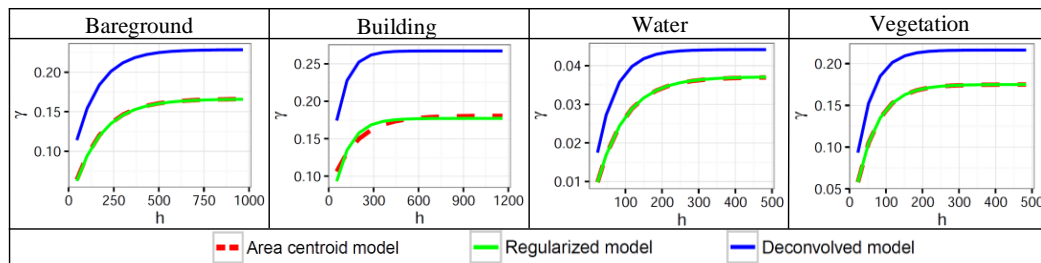 Bareground
Building
Water
Vegetation
γ
0.20
0.15
0.10
0 250 500 750 1000
h
γ
0.25
0.20
0.15
0.10
0 300 600 900 1200
h
γ
0.04
0.03
0.02
0.01
100 200 300 400 500
h
γ
0.20
0.15
0.10
0.05
0 100 200 300 400 500
h
Area centroid model Regularized model Deconvolved model